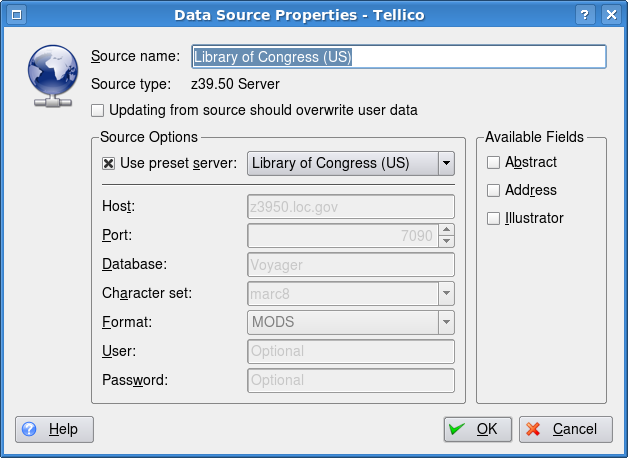 Data Source Properties - Tellico
Source name: Library of Congress (US)
Source type: z39.50 Server
Updating from source should overwrite user data
Source Options
Use preset server: Library of Congress (US)
Host: z3950.loc.gov
Port: 7090
Database: Voyager
Character set: marc8
Format: MODS
User: Optional
Password: Optional
Available Fields
Abstract
Address
Illustrator
Help
OK
Cancel